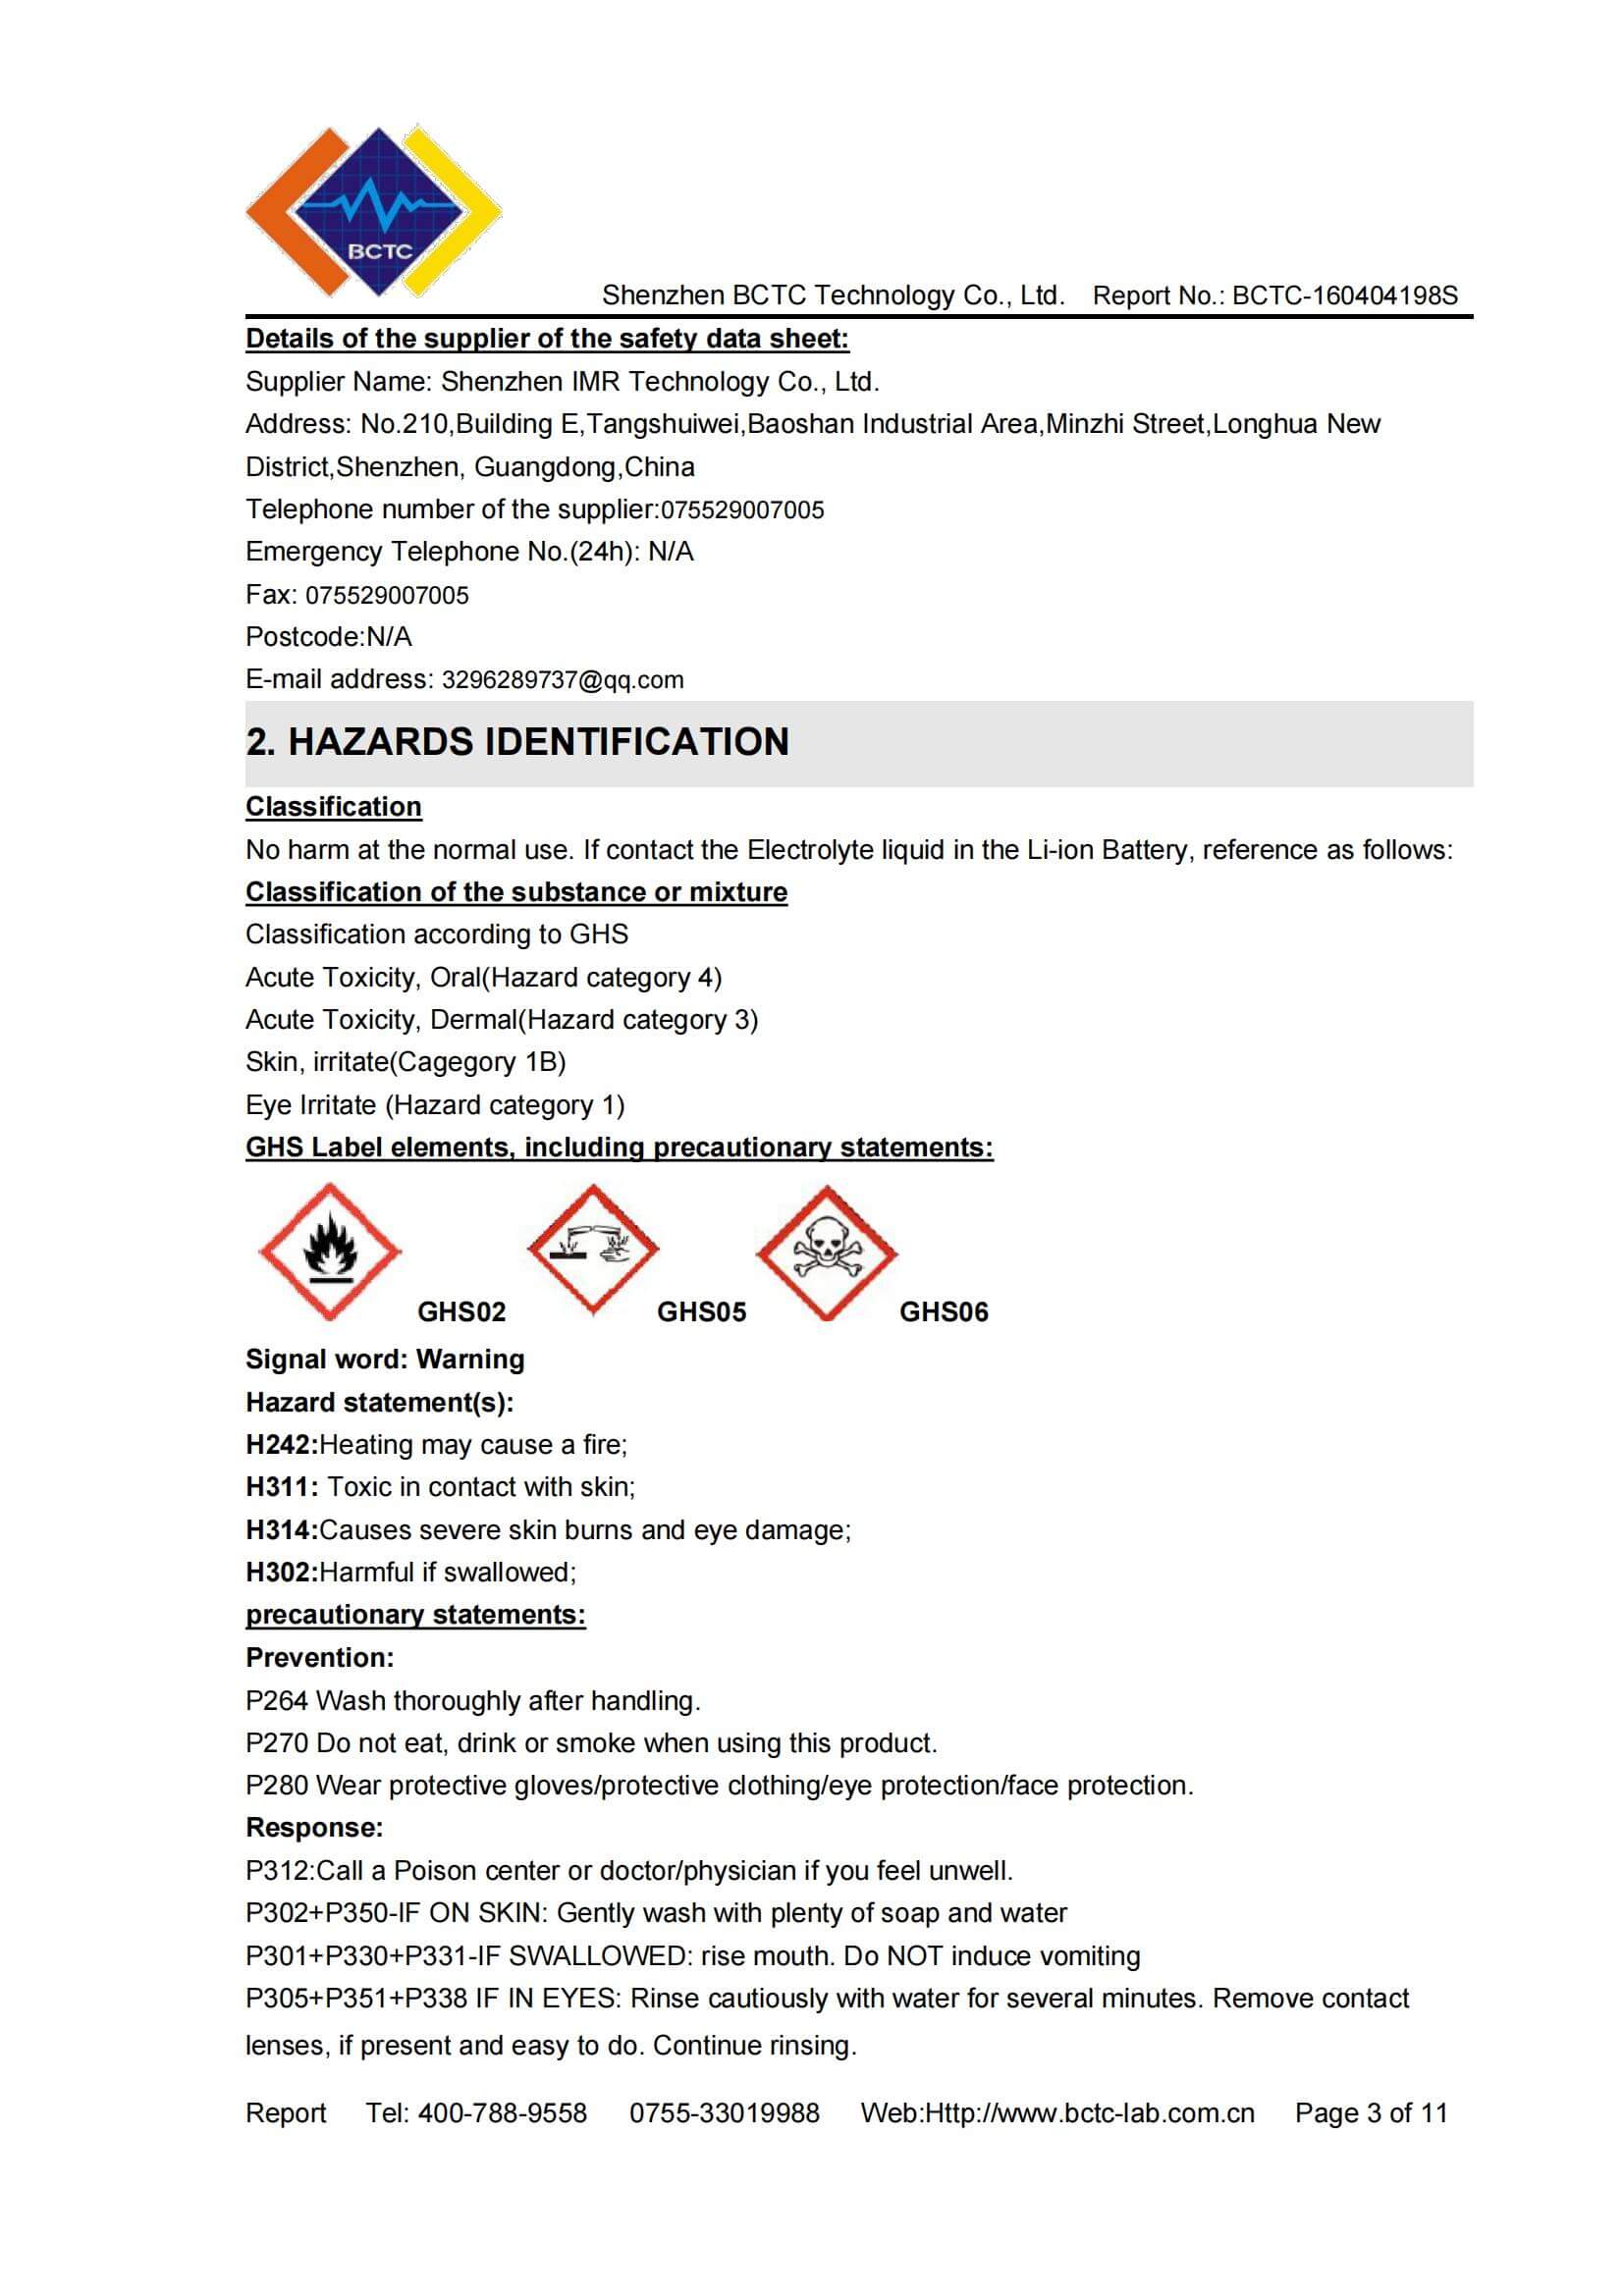 BCTC
Shenzhen BCTC Technology Co., Ltd. Report No.: BCTC-160404198S
Details of the supplier of the safety data sheet:
Supplier Name: Shenzhen IMR Technology Co., Ltd.
Address: No.210,Building E,Tangshuiwei,Baoshan Industrial Area,Minzhi Street,Longhua New
District,Shenzhen, Guangdong,China
Telephone number of the supplier:075529007005
Emergency Telephone No.(24h): N/A
Fax: 075529007005
Postcode:N/A
E-mail address: 3296289737@qq.com
2. HAZARDS IDENTIFICATION
Classification
No harm at the normal use. If contact the Electrolyte liquid in the Li-ion Battery, reference as follows:
Classification of the substance or mixture
Classification according to GHS
Acute Toxicity, Oral(Hazard category 4)
Acute Toxicity, Dermal(Hazard category 3)
Skin, irritate(Cagegory 1B)
Eye Irritate (Hazard category 1)
GHS Label elements, including precautionary statements:
GHS02 GHS05 GHS06
Signal word: Warning
Hazard statement(s):
H242:Heating may cause a fire;
H311: Toxic in contact with skin;
H314:Causes severe skin burns and eye damage;
H302:Harmful if swallowed;
precautionary statements:
Prevention:
P264 Wash thoroughly after handling.
P270 Do not eat, drink or smoke when using this product.
P280 Wear protective gloves/protective clothing/eye protection/face protection.
Response:
P312:Call a Poison center or doctor/physician if you feel unwell.
P302+P350-IF ON SKIN: Gently wash with plenty of soap and water
P301+P330+P331-IF SWALLOWED: rise mouth. Do NOT induce vomiting
P305+P351+P338 IF IN EYES: Rinse cautiously with water for several minutes. Remove contact
lenses, if present and easy to do. Continue rinsing.
Report Tel: 400-788-9558 0755-33019988 Web:Http://www.bctc-lab.com.cn Page 3 of 11